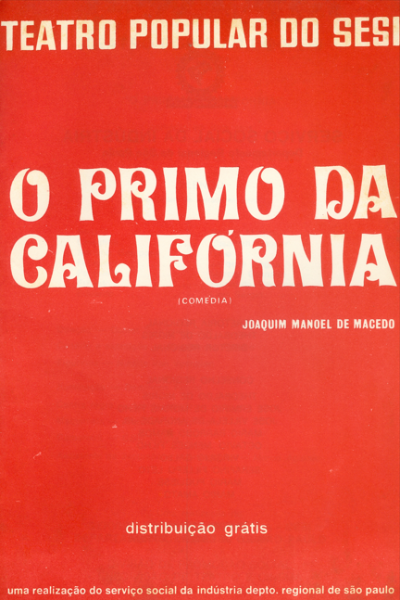 TEATRO POPULAR DO SESI
O PRIMO DA
CALIFÓRNIA
(COMÉDIA)
JOAQUIM MANOEL DE MACEDO
distribuição grátis
uma realização do serviço social da indústria depto. regional de são paulo